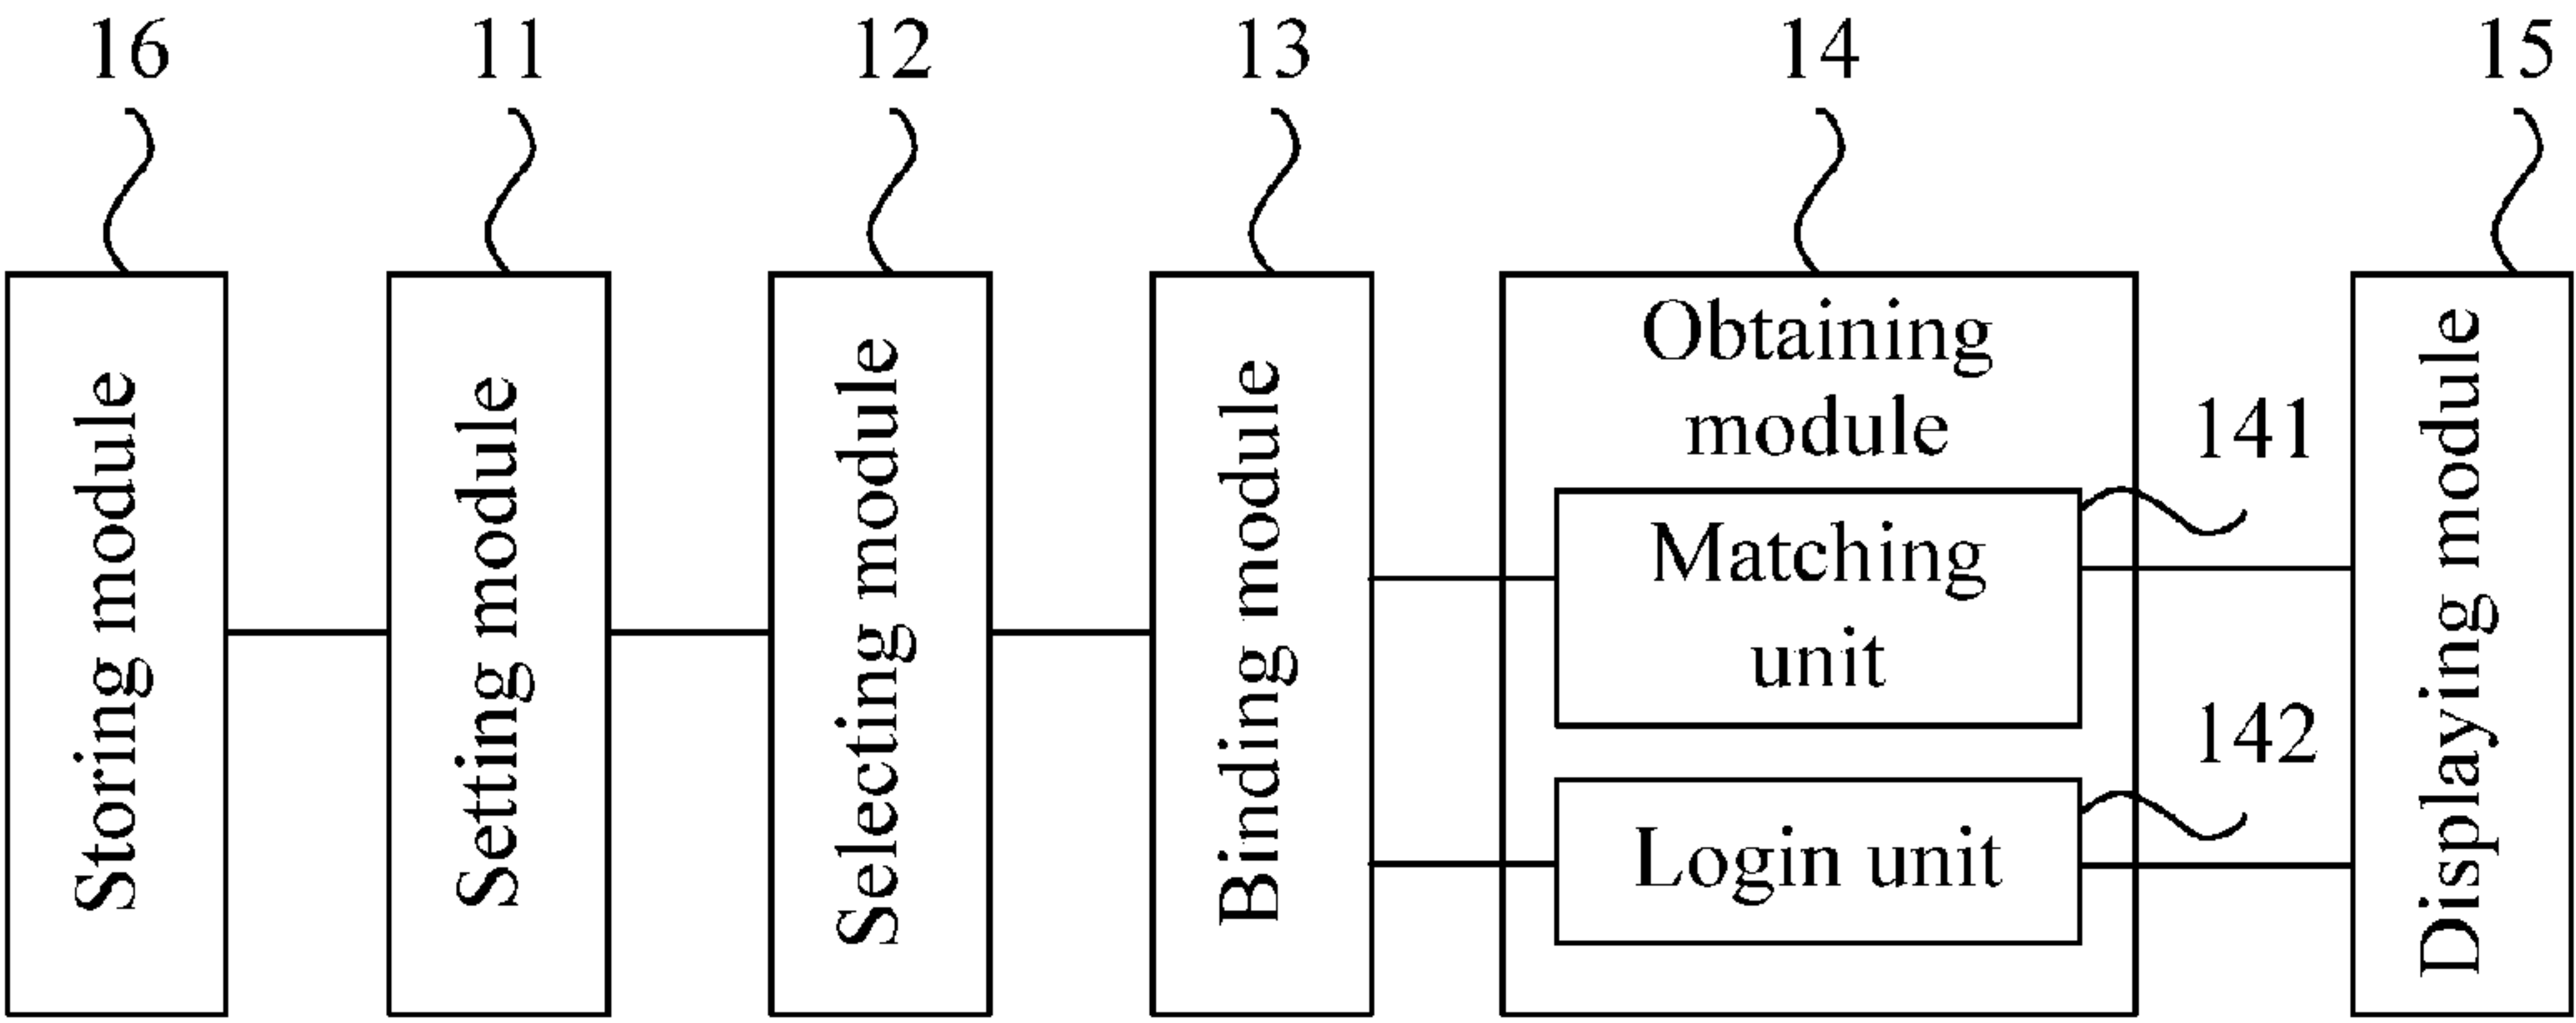 16
11
12
13
14
15
Storing module
Setting module
Selecting module
Binding module
Obtaining
module
141
Matching
unit
142
Login unit
Displaying module